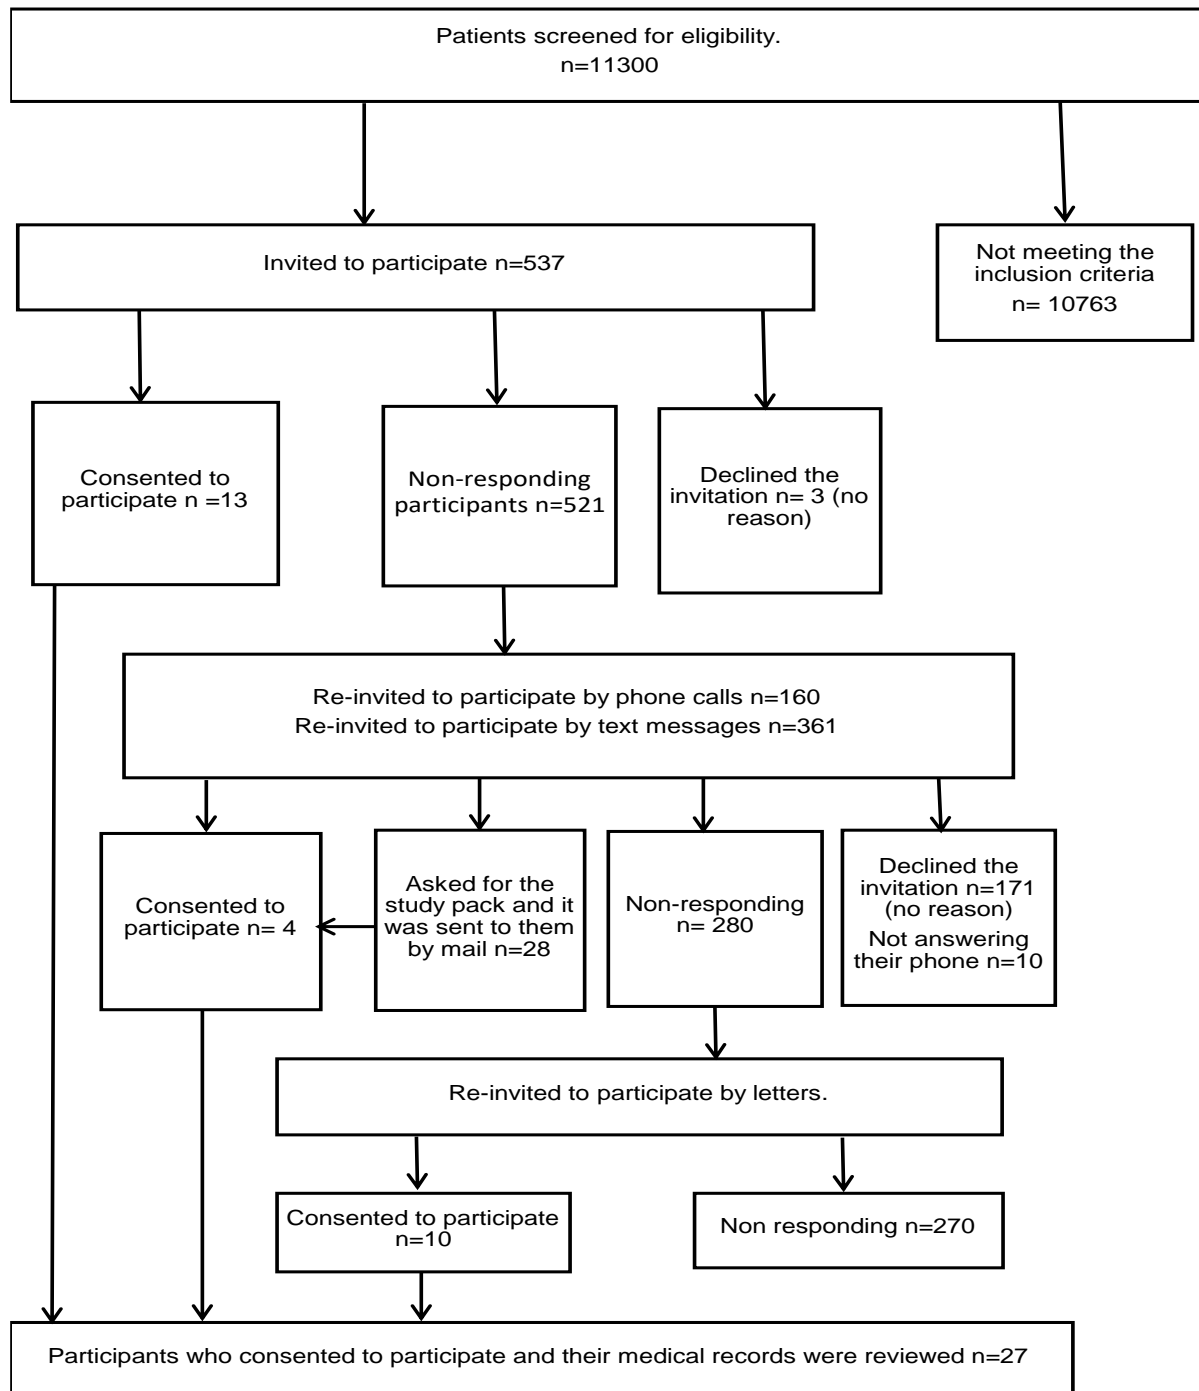 Patients screened for eligibility.
n=11300
Invited to participate n=537
Not meeting the
inclusion criteria
n= 10763
Consented to
participate n =13
Non-responding
participants n=521
Declined the
invitation n= 3 (no
reason)
Re-invited to participate by phone calls n=160
Re-invited to participate by text messages n=361
Consented to
participate n= 4
Asked for the
study pack and it
was sent to them
by mail n=28
Non-responding
n= 280
Declined the
invitation n=171
(no reason)
Not answering
their phone n=10
Re-invited to participate by letters.
Consented to participate
n=10
Non responding n=270
Participants who consented to participate and their medical records were reviewed n=27